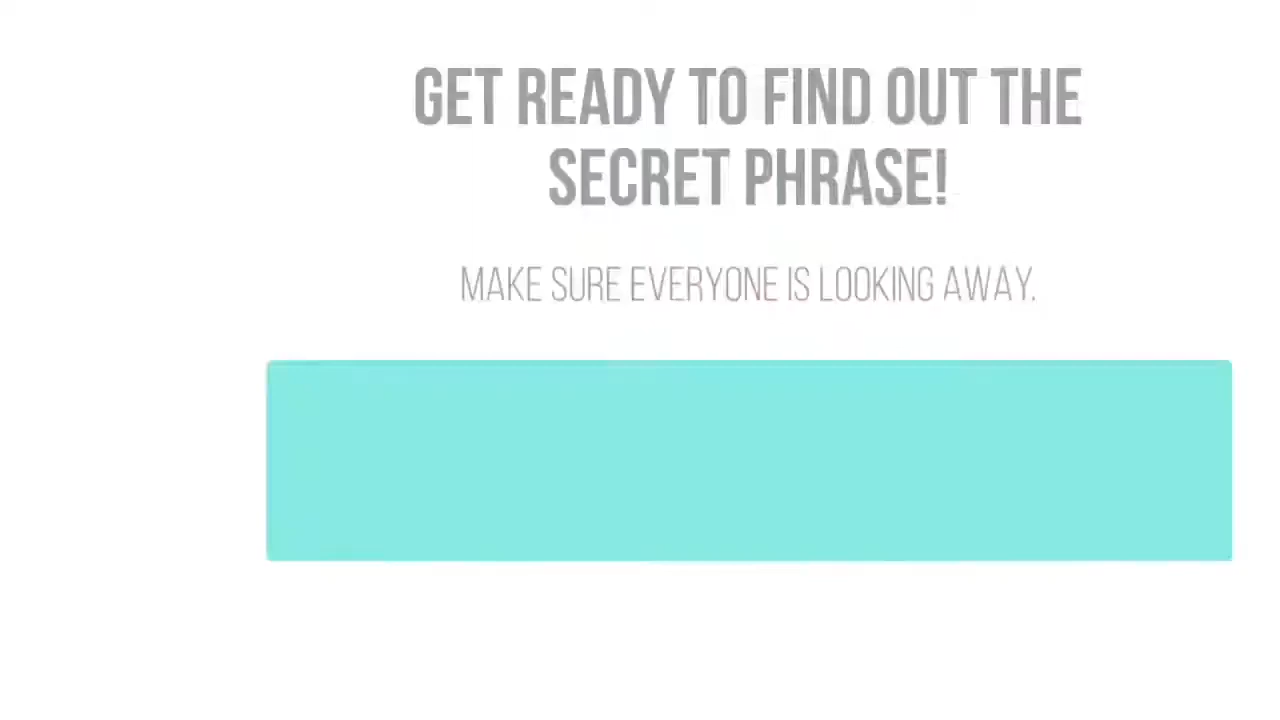 GET READY TO FIND OUT THE
SECRET PHRASE!
MAKE SURE EVERYONE IS LOOKING AWAY.